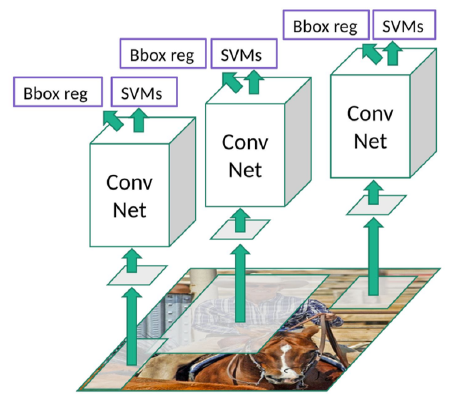 Bbox reg SVMs
Bbox reg SVMs
Bbox reg SVMs
Conv
Net
Conv
Net
Conv
Net